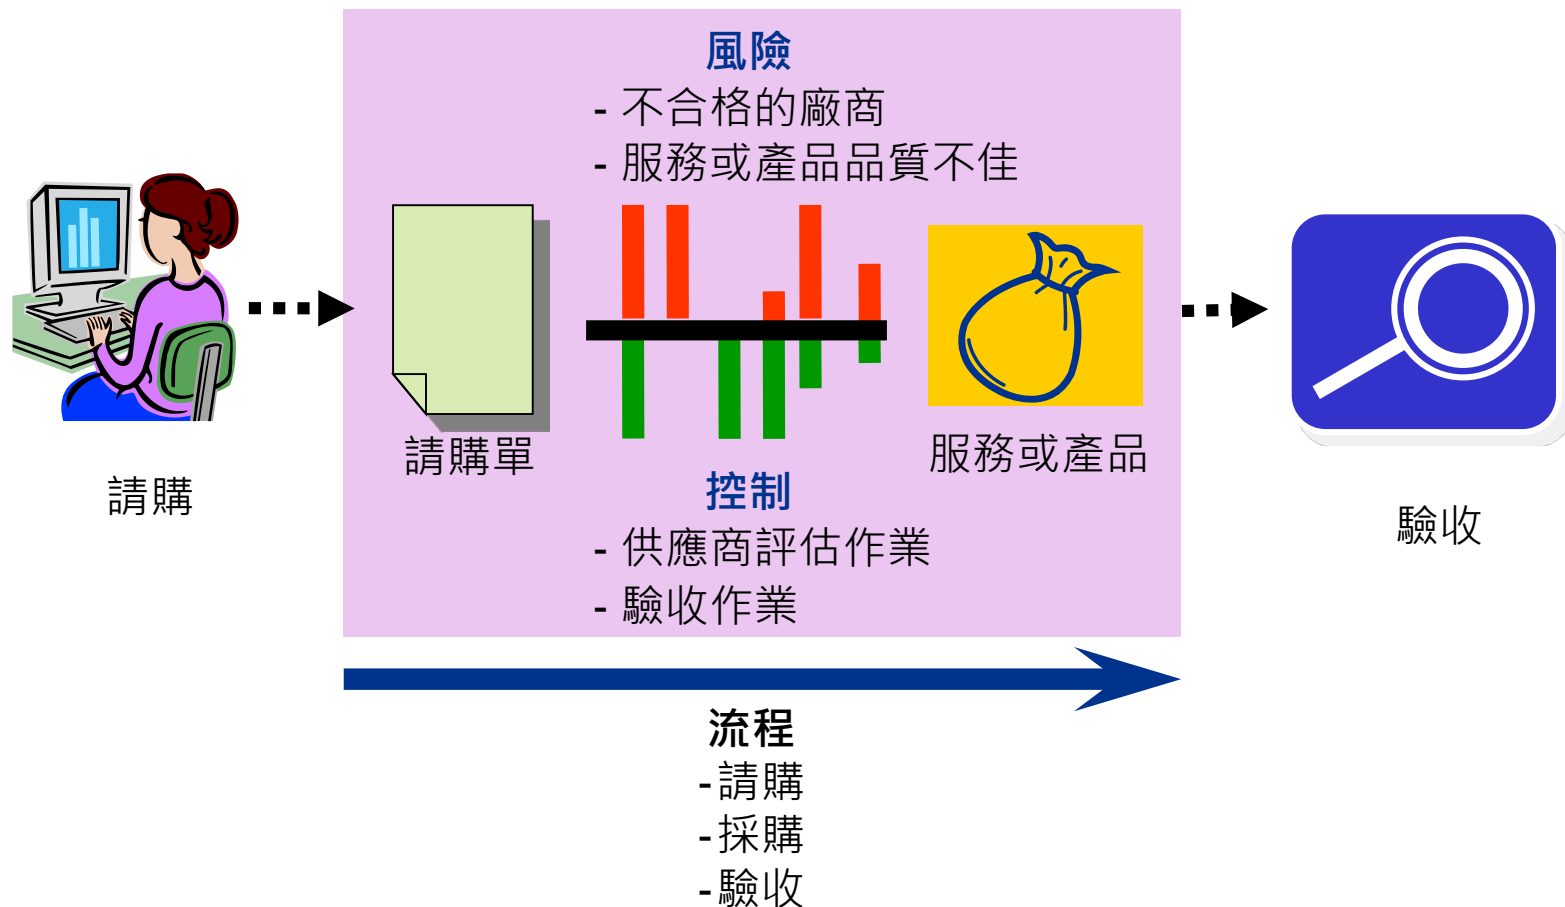 風險
- 不合格的廠商
- 服務或產品品質不佳
請購單
服務或產品
請購
控制
驗收
- 供應商評估作業
- 驗收作業
流程
-請購
-採購
-驗收